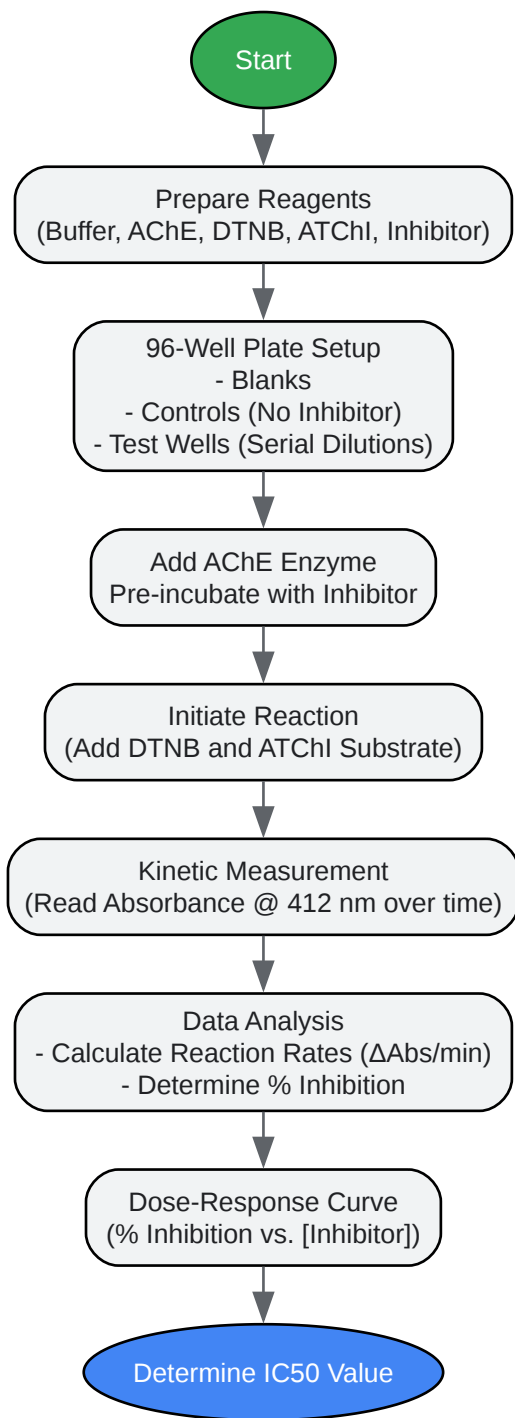 Start
Prepare Reagents
(Buffer, AChE, DTNB, ATChI, Inhibitor)
96-Well Plate Setup
- Blanks
- Controls (No Inhibitor)
- Test Wells (Serial Dilutions)
Add AChE Enzyme
Pre-incubate with Inhibitor
Initiate Reaction
(Add DTNB and ATChI Substrate)
Kinetic Measurement
(Read Absorbance @ 412 nm over time)
Data Analysis
- Calculate Reaction Rates (ΔAbs/min)
- Determine % Inhibition
Dose-Response Curve
(% Inhibition vs. [Inhibitor])
Determine IC50 Value